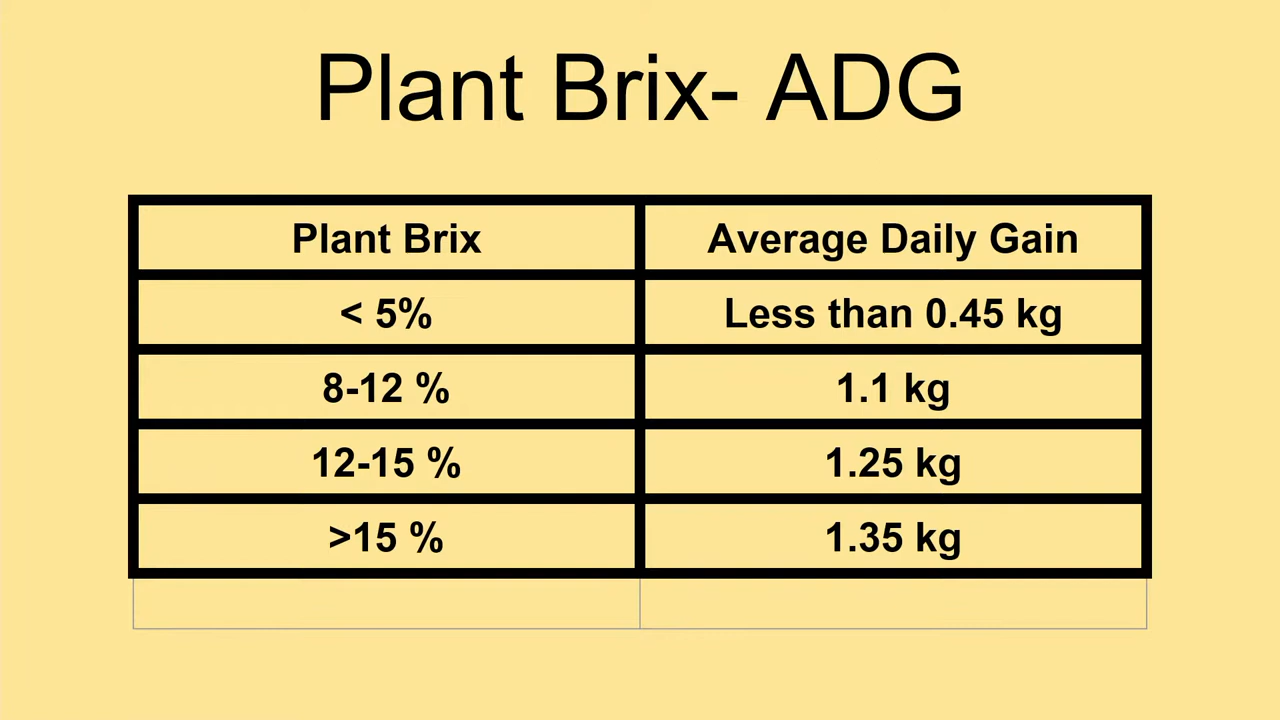 Plant Brix- ADG
Plant Brix Average Daily Gain
< 5% Less than 0.45 kg
8-12 % 1.1 kg
12-15 % 1.25 kg
>15 % 1.35 kg